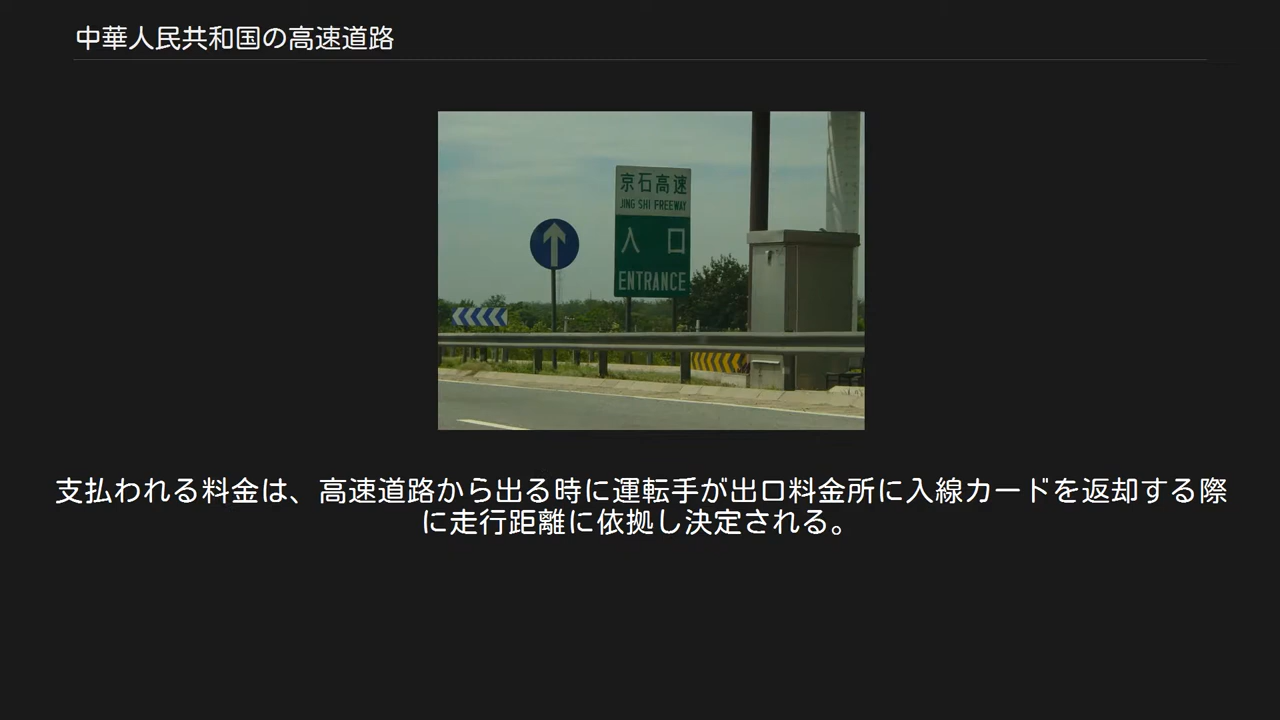 中華人民共和国の高速道路
京石高速
JING SHI FREEWAY
入 口
ENTRANCE
支払われる料金は、高速道路から出る時に運転手が出口料金所に入線カードを返却する際
に走行距離に依拠し決定される。